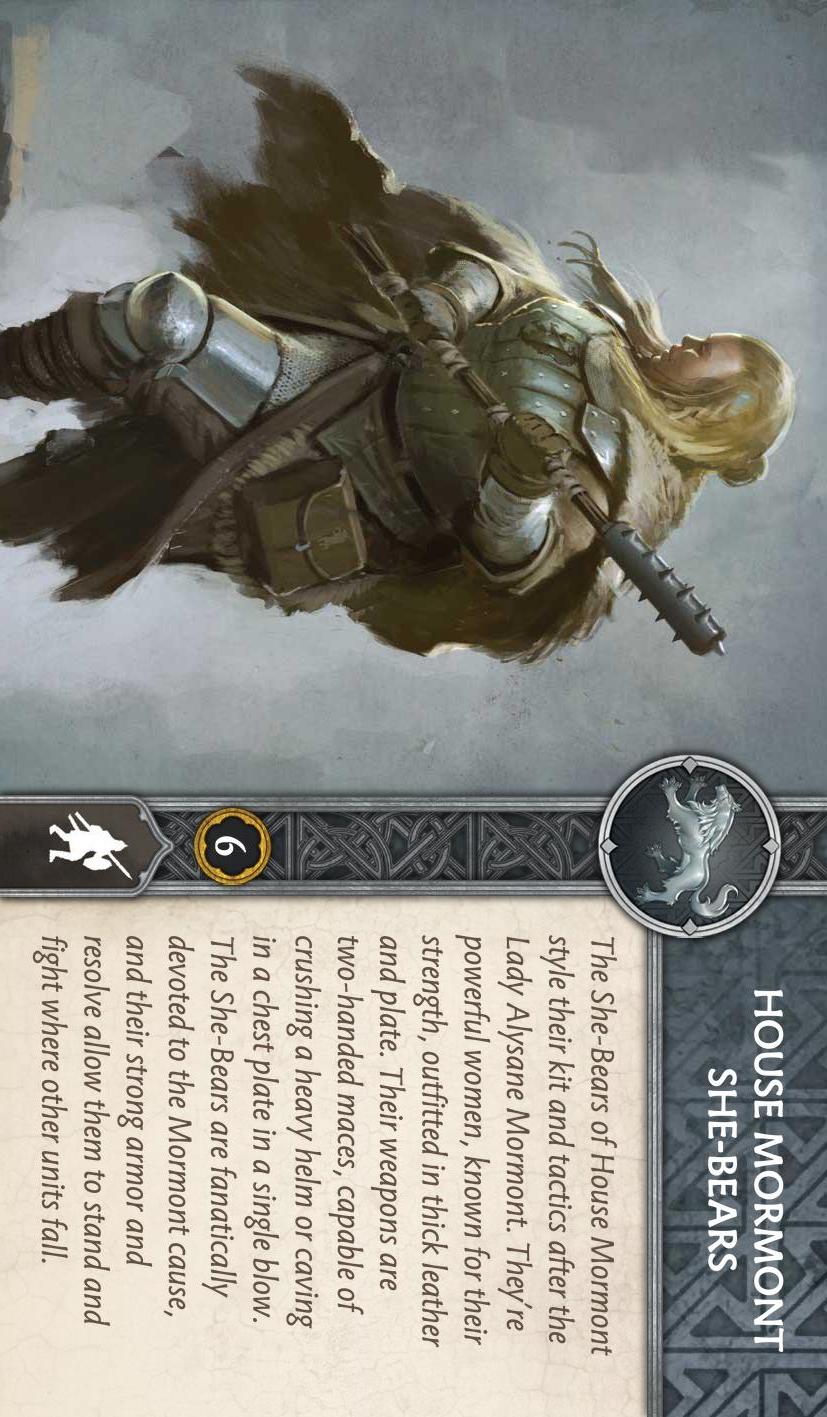 HOUSE MORMONT
SHE-BEARS
The She-Bears of House Mormont
style their kit and tactics after the
Lady Alysane Mormont. They're
powerful women, known for their
strength, outfitted in thick leather
and plate. Their weapons are
two-handed maces, capable of
crushing a heavy helm or caving
in a chest plate in a single blow.
The She-Bears are fanatically
devoted to the Mormont cause,
and their strong armor and
resolve allow them to stand and
fight where other units fall.
6